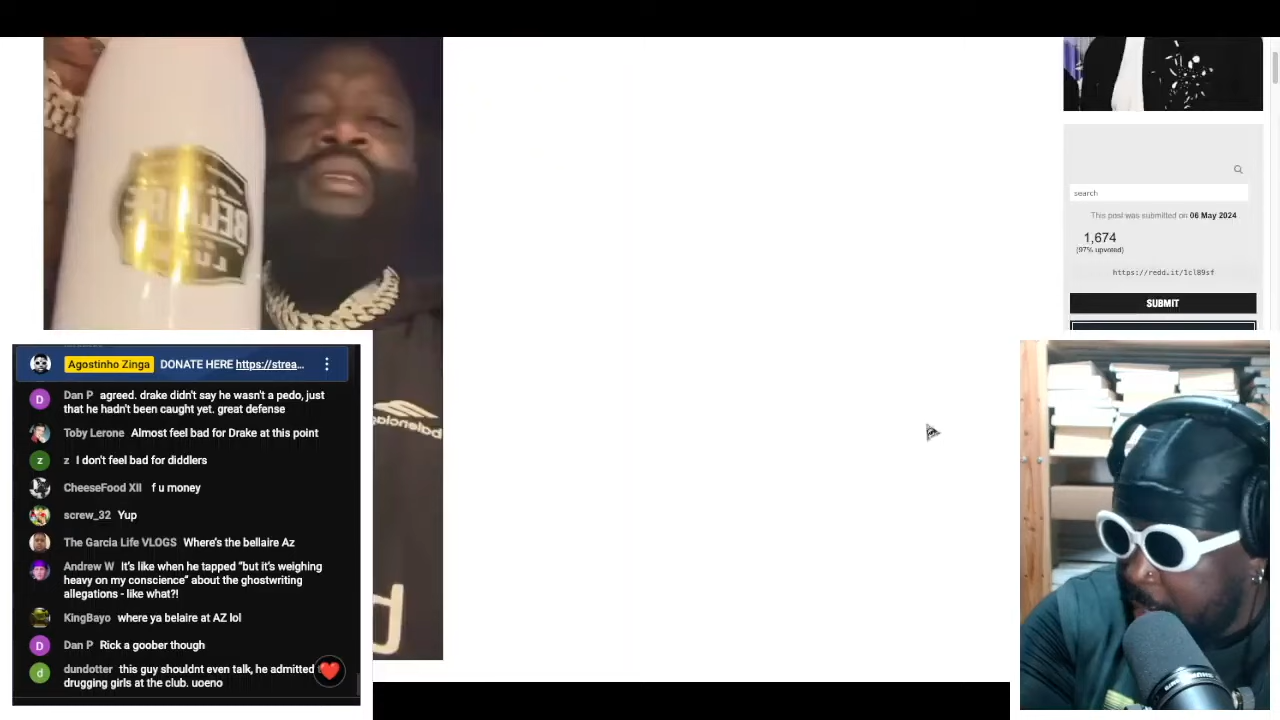 search
This post was submitted on 06 May 2024
1,674
(97% upvoted)
https://redd.it/1cl89sf
SUBMIT
Agostinho Zinga DONATE HERE https://strea...
Dan P agreed. drake didn't say he wasn't a pedo, just
that he hadn't been caught yet. great defense
Toby Lerone Almost feel bad for Drake at this point
z I don't feel bad for diddlers
CheeseFood XII f u money
screw_32 Yup
The Garcia Life VLOGS Where's the bellaire Az
Andrew W It's like when he tapped “but it's weighing
heavy on my conscience” about the ghostwriting
allegations - like what?!
KingBayo where ya belaire at AZ lol
Dan P Rick a goober though
dundotter this guy shouldnt even talk, he admitted
drugging girls at the club. uoeno